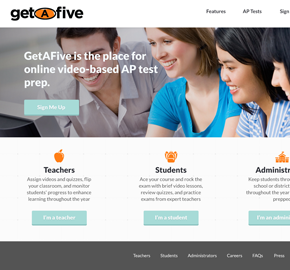 getAfive
Features AP Tests Sign
GetAFive is the place for
online video-based AP test
prep.
Sign Me Up
Teachers
Assign videos and quizzes, flip
your classroom, and monitor
students' progress to enhance
learning throughout the year
I'm a teacher
Students
Ace your course and rock the
exam with brief video lessons,
review quizzes, and practice
exams from expert teachers
I'm a student
Administr
Keep students thro
school or district
throughout the year
prepped
I'm an admin
Teachers Students Administrators Careers FAQs Press